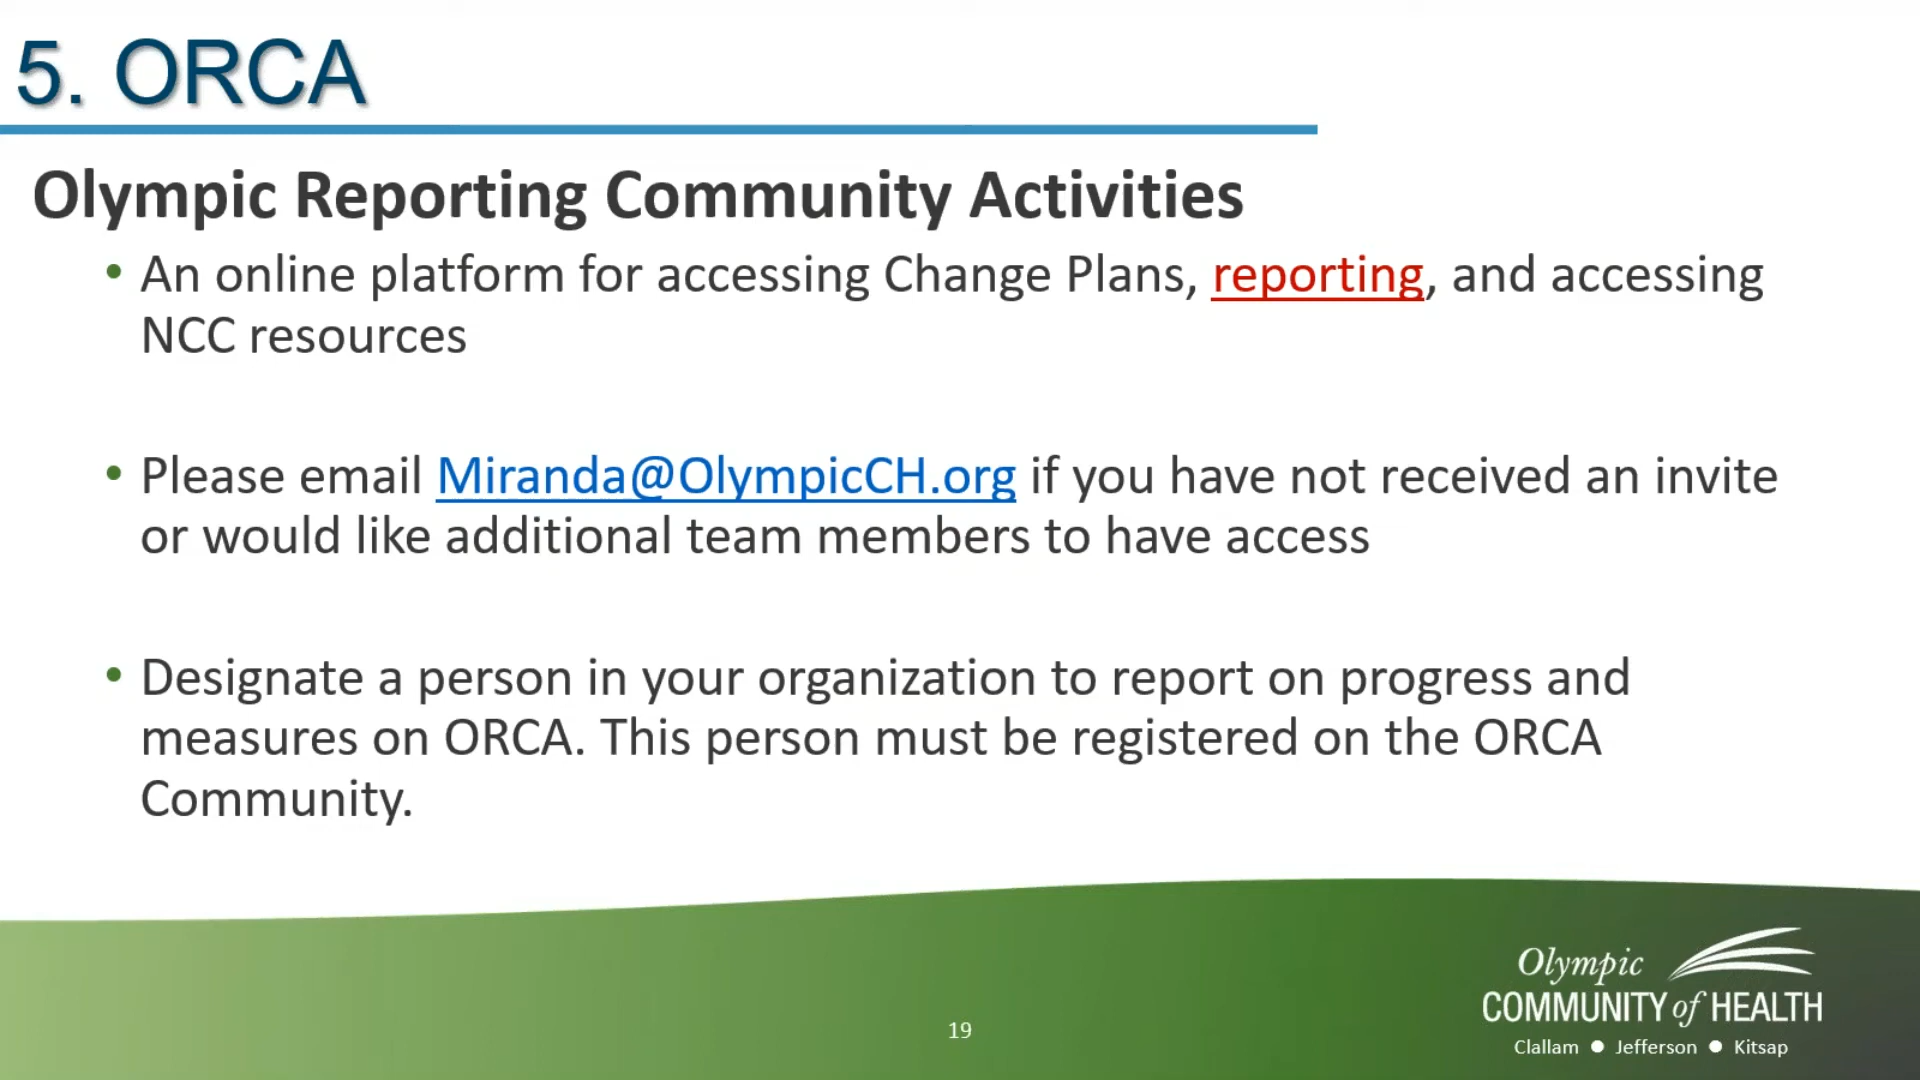 5. ORCA
Olympic Reporting Community Activities
• An online platform for accessing Change Plans, reporting, and accessing
NCC resources
• Please email Miranda@OlympicCH.org if you have not received an invite
or would like additional team members to have access
• Designate a person in your organization to report on progress and
measures on ORCA. This person must be registered on the ORCA
Community.
Olympic
COMMUNITY of HEALTH
Clallam ● Jefferson ● Kitsap
19